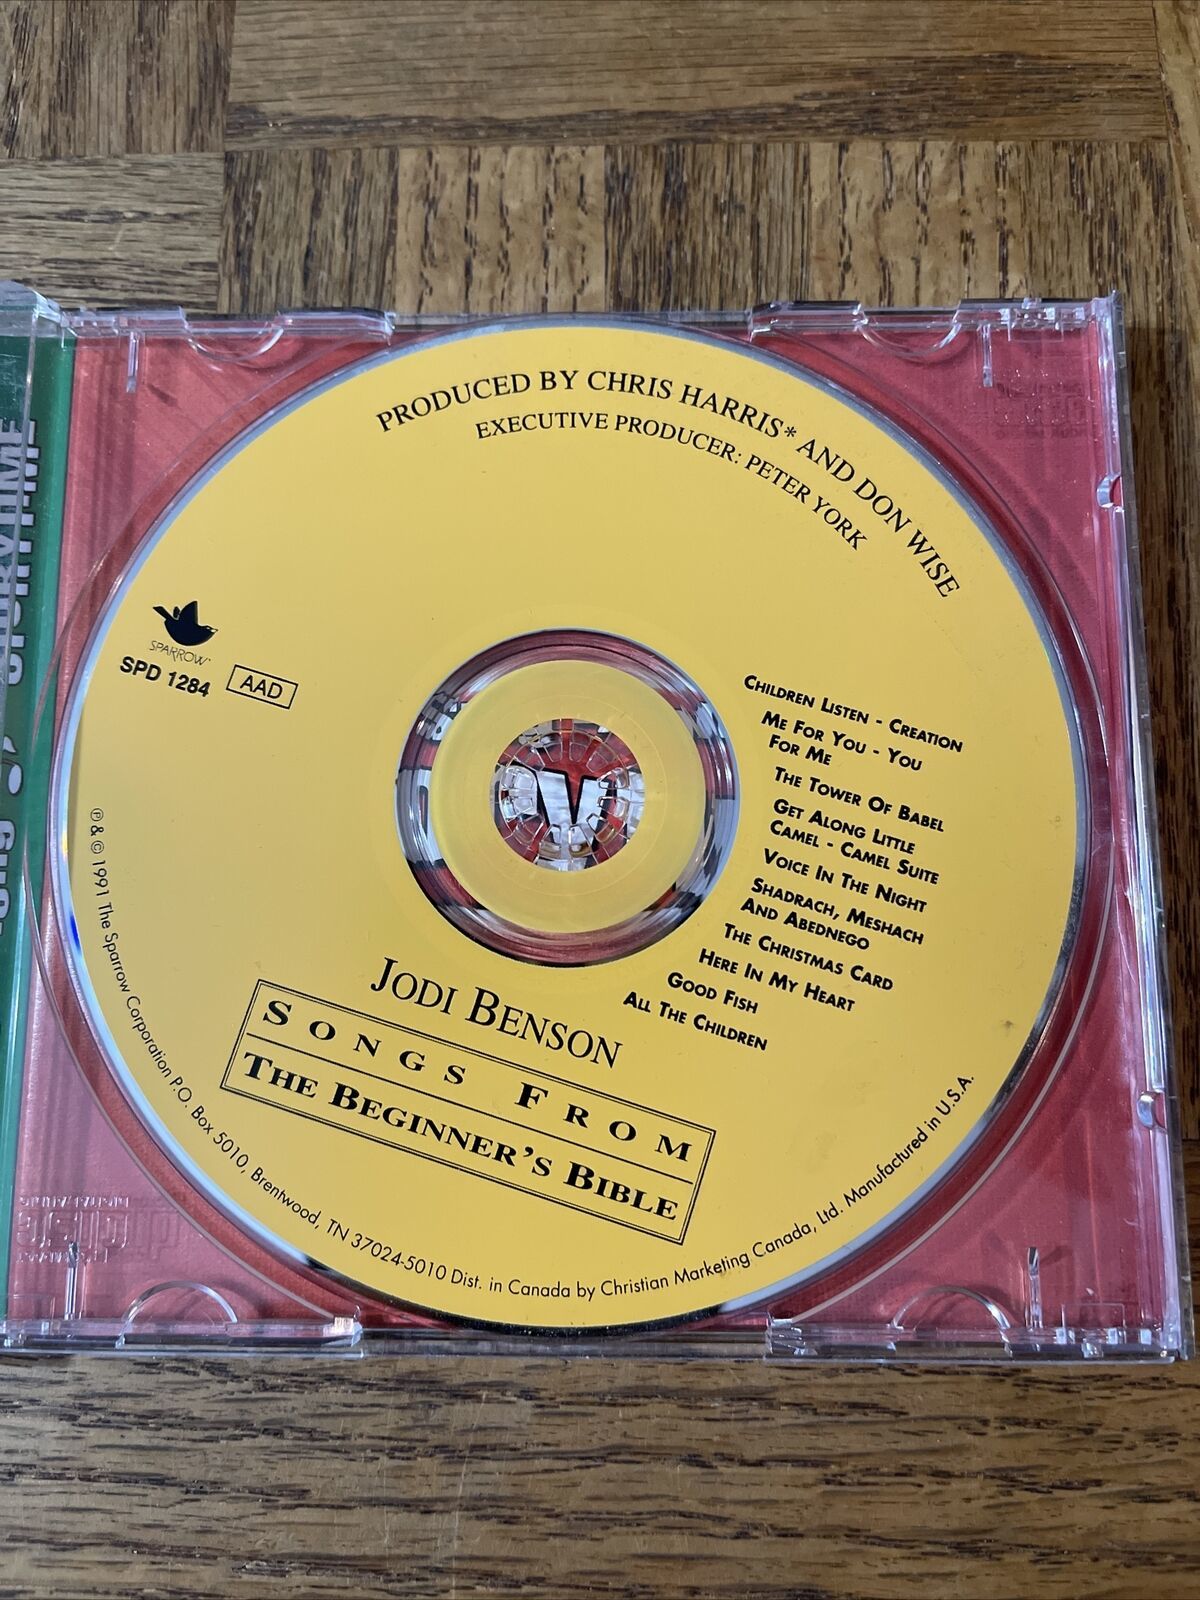 PRODUCED BY CHRIS HARRIS* AND DON WISE
EXECUTIVE PRODUCER: PETER YORK
SPARROW
SPD 1284
AAD
CHILDREN LISTEN - CREATION
ME FOR YOU - YOU
FOR ME
THE TOWER OF BABEL
GET ALONG LITTLE
CAMEL - CAMEL SUITE
VOICE IN THE NIGHT
SHADRACH, MESHACH
AND ABEDNEGO
THE CHRISTMAS CARD
HERE IN MY HEART
GOOD FISH
ALL THE CHILDREN
JODI BENSON
SONGS FROM
THE BEGINNER'S BIBLE
℗ & © 1991 The Sparrow Corporation P.O. Box 5010, Brentwood, TN 37024-5010 Dist. in Canada by Christian Marketing Canada, Ltd. Manufactured in U.S.A.